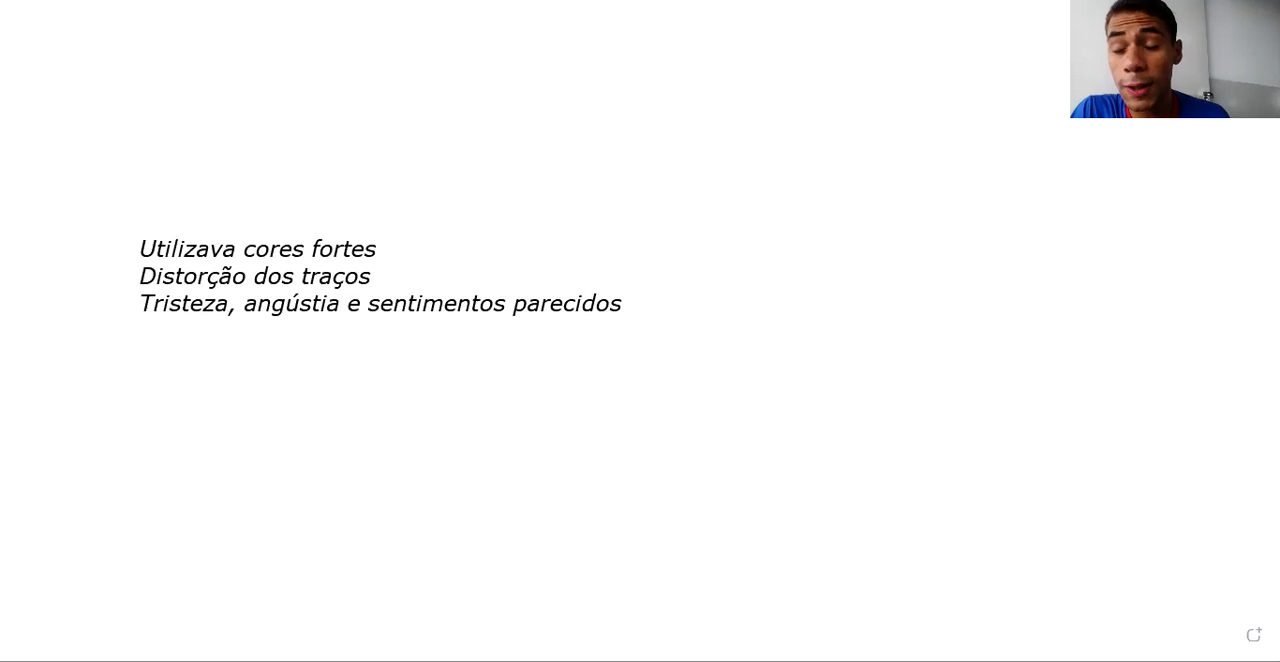 Utilizava cores fortes
Distorção dos traços
Tristeza, angústia e sentimentos parecidos